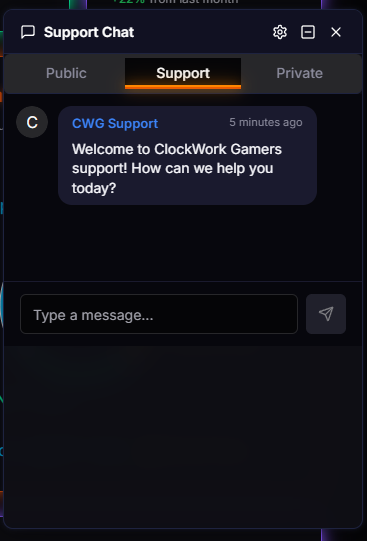 +22% from last month
Support Chat
Public
Support
Private
C
CWG Support
5 minutes ago
Welcome to ClockWork Gamers
support! How can we help you
today?
Type a message...